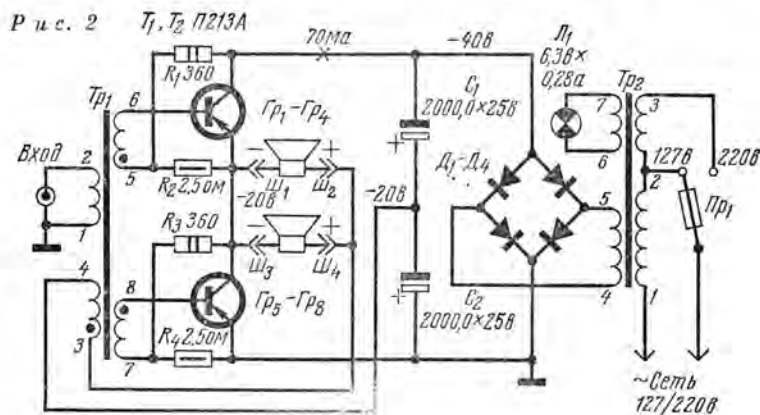 Рис. 2
Т1, Т2 П213А
R1 360
70ма
-40в
Л1
6,3в×
0,28а
Тр2
С1
2000,0×25в
Тр1
6
Гр1-Гр4
7
3
Вход
2
5
R2 2,5ом
-20в
Ш1
Ш2
-
+
+
-20в
Д1-Д4
6
127в
220в
2
Пр1
5
R3 360
1
4
8
-
+
Ш3
Ш4
Гр5-Гр8
+
С2
2000,0×25в
4
1
3
7
R4 2,5ом
~Сеть
127/220в